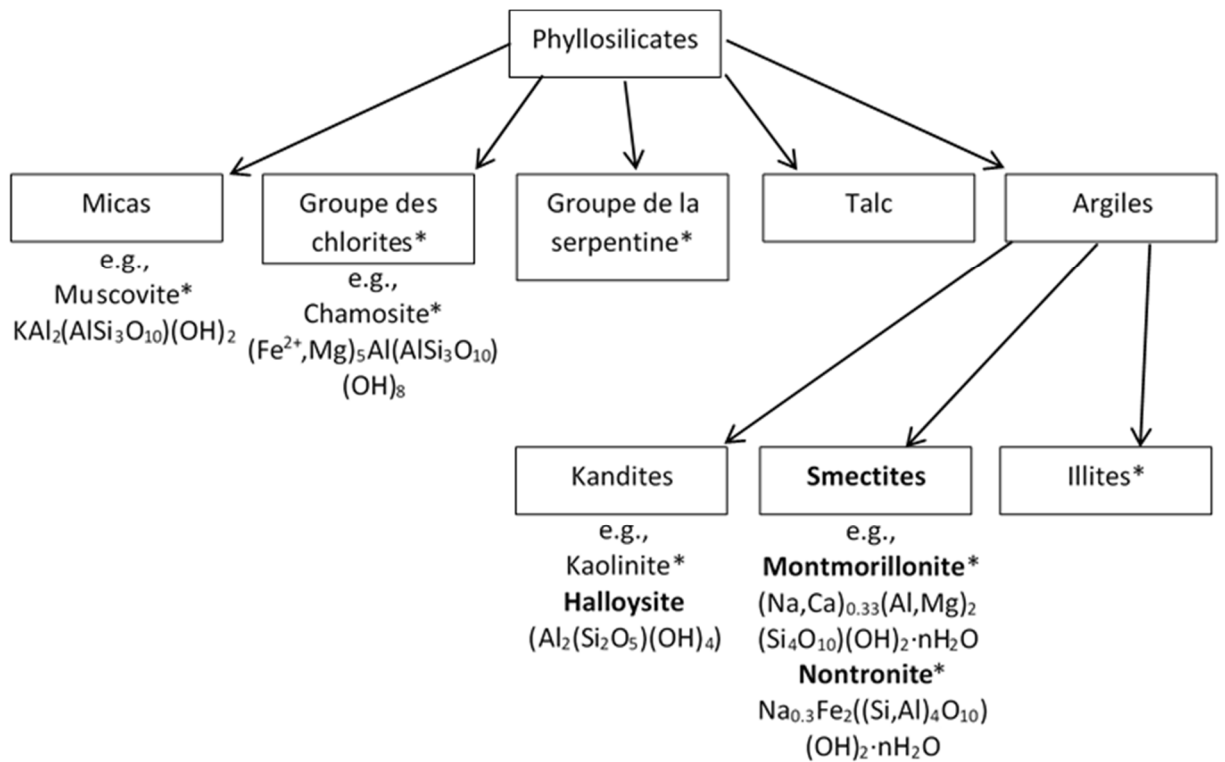 Phyllosilicates
Micas
e.g.,
Muscovite*
KAl₂(AlSi₃O₁₀)(OH)₂
Groupe des
chlorites*
e.g.,
Chamosite*
(Fe²⁺,Mg)₅Al(AlSi₃O₁₀)
(OH)₈
Groupe de la
serpentine*
Talc
Argiles
Kandites
e.g.,
Kaolinite*
Halloysite
(Al₂(Si₂O₅)(OH)₄)
Smectites
e.g.,
Montmorillonite*
(Na,Ca)₀.₃₃(Al,Mg)₂
(Si₄O₁₀)(OH)₂·nH₂O
Nontronite*
Na₀.₃Fe₂((Si,Al)₄O₁₀)
(OH)₂·nH₂O
Illites*